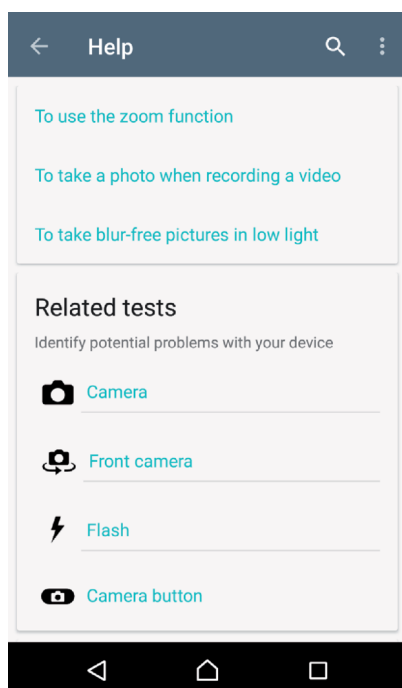 Help
To use the zoom function
To take a photo when recording a video
To take blur-free pictures in low light
Related tests
Identify potential problems with your device
Camera
Front camera
Flash
Camera button